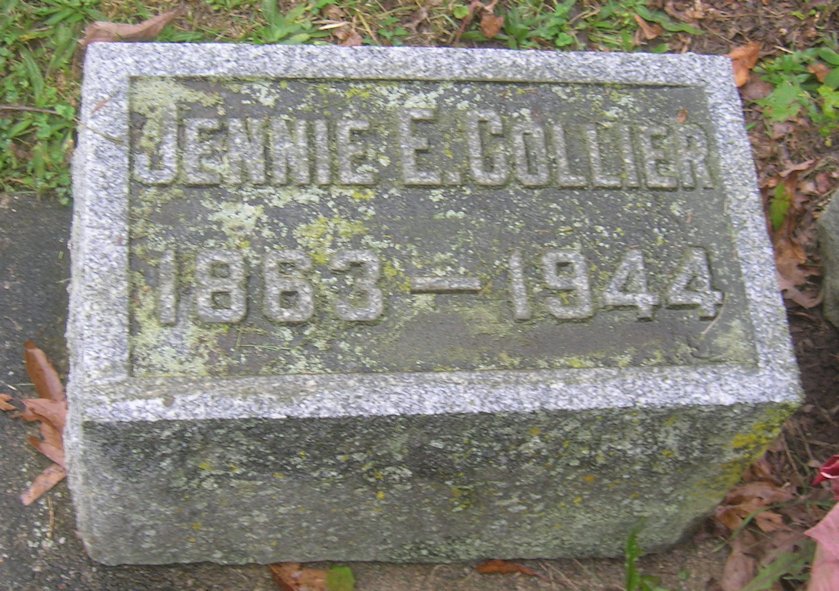 JENNIE E. COLLIER
1863 — 1944